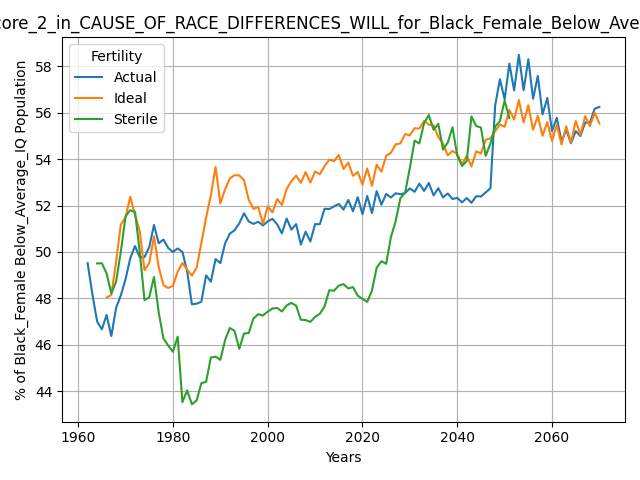 core_2_in_CAUSE_OF_RACE_DIFFERENCES_WILL_for_Black_Female_Below_Ave
Fertility
Actual
Ideal
Sterile
% of Black_Female Below_Average_IQ Population
58
56
54
52
50
48
46
44
1960
1980
2000
2020
2040
2060
Years